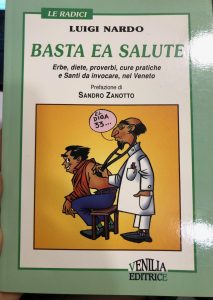 LE RADICI
LUIGI NARDO
BASTA EA SALUTE
Erbe, diete, proverbi, cure pratiche
e Santi da invocare, nel Veneto
Prefazione di
SANDRO ZANOTTO
EL
DIGA
33...
VENILIA
EDITRICE